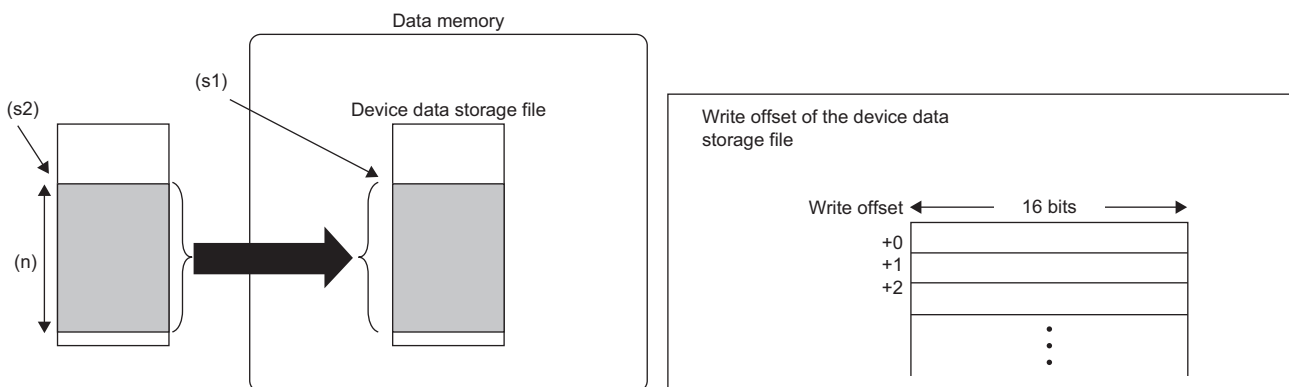 Data memory
(s1)
(s2)
Device data storage file
(n)
Write offset of the device data
storage file
Write offset
16 bits
+0
+1
+2